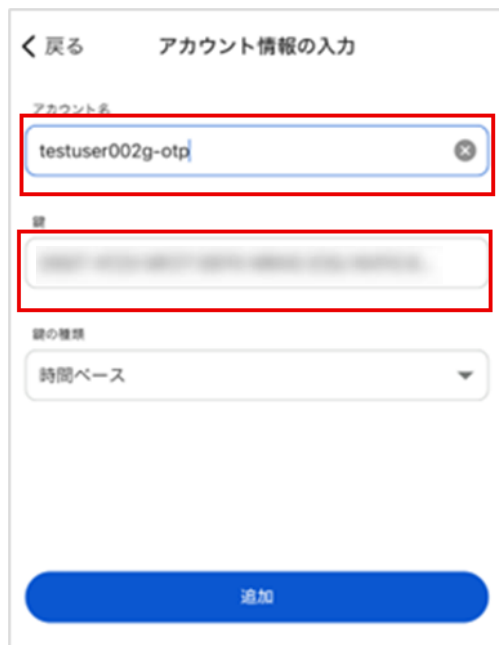 戻る アカウント情報の入力
アカウント名
testuser002g-otp
鍵
鍵の種類
時間ベース
追加